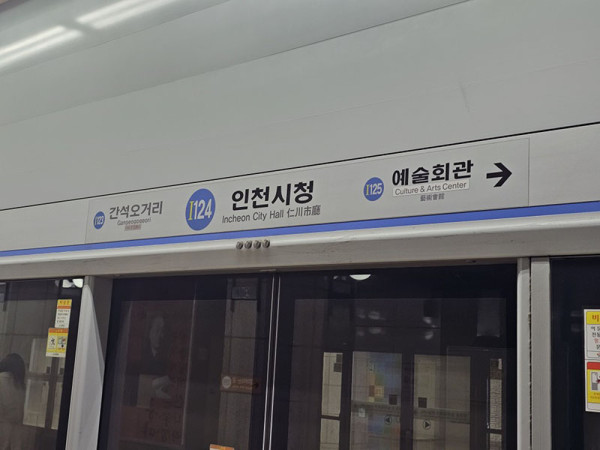 I123
간석오거리
Ganseogogeori
I124
인천시청
Incheon City Hall 仁川市廳
I125
예술회관
Culture & Arts Center
藝術會館